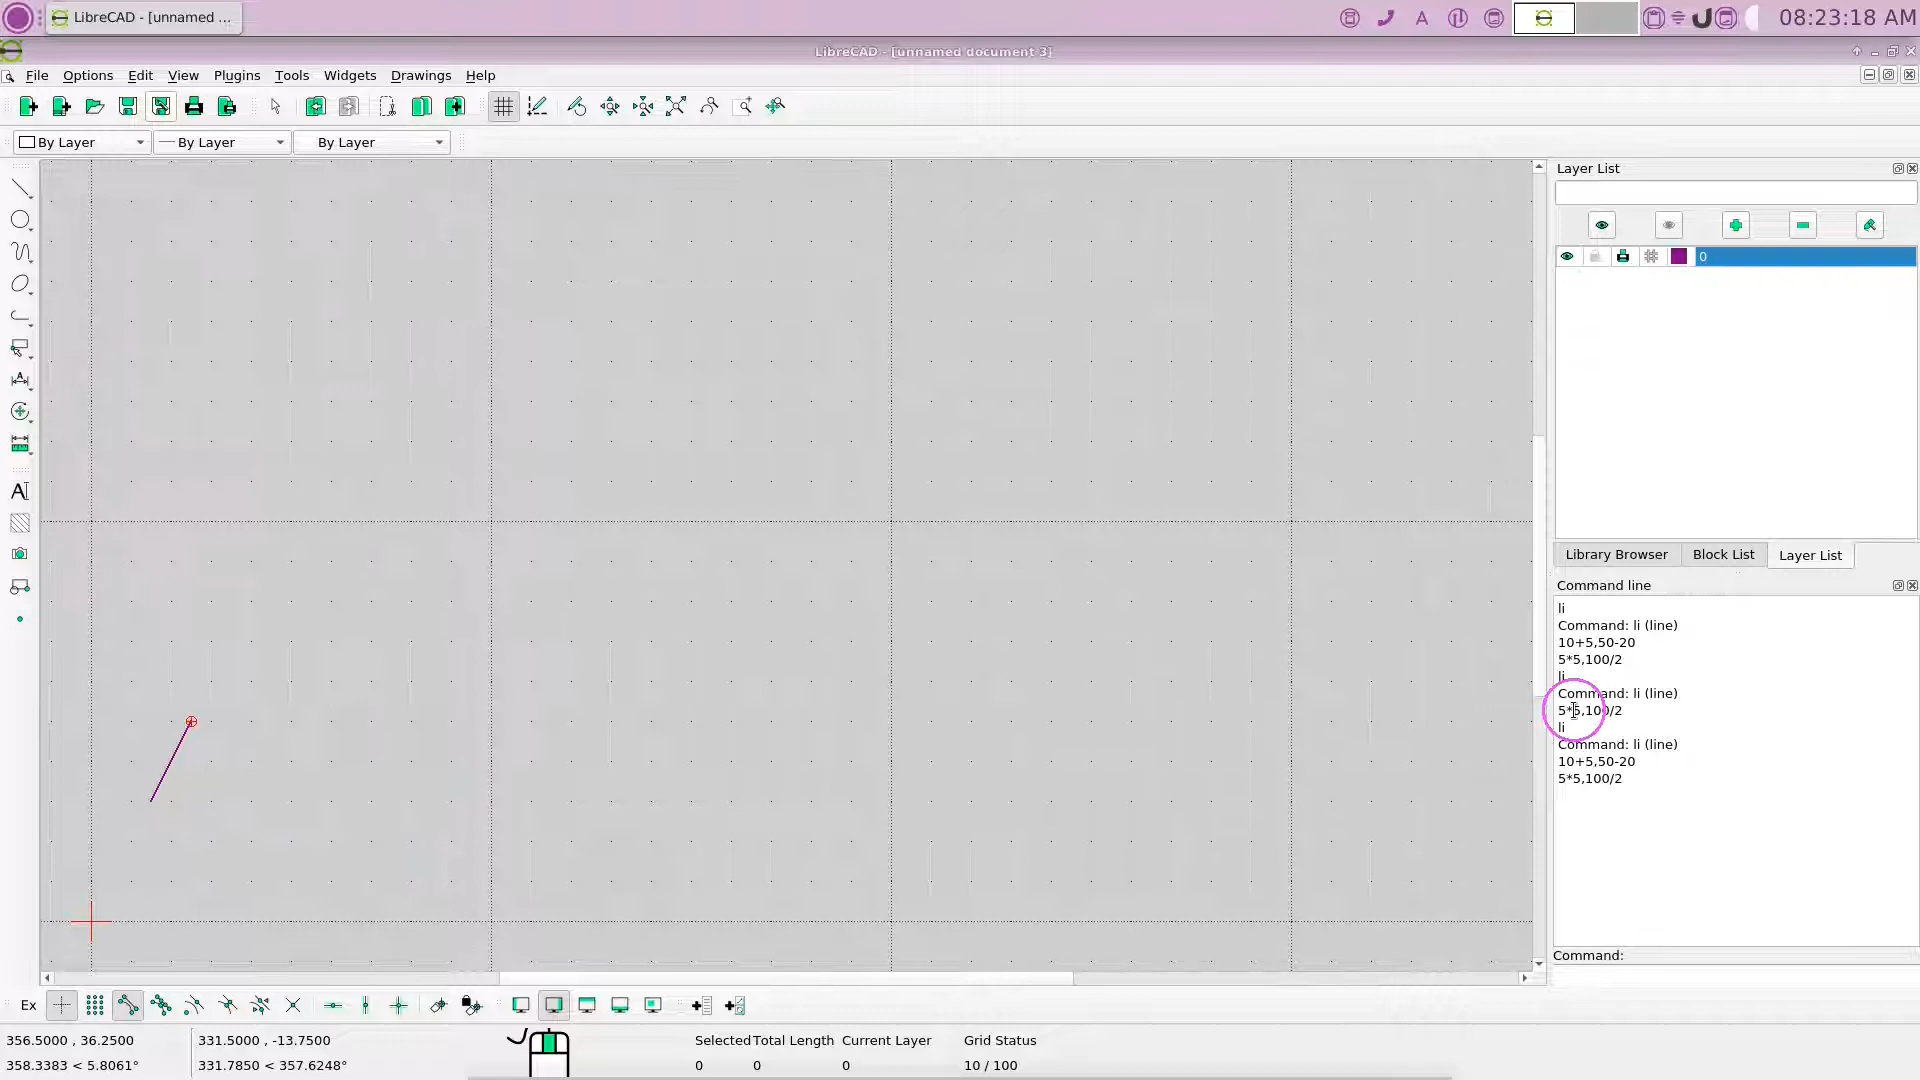 LibreCAD - [unnamed ...
08:23:18 AM
LibreCAD - [unnamed document 3]
File Options Edit View Plugins Tools Widgets Drawings Help
By Layer By Layer By Layer
Layer List
0
Library Browser Block List Layer List
Command line
li
Command: li (line)
10+5,50-20
5*5,100/2
li
Command: li (line)
5*5,100/2
li
Command: li (line)
10+5,50-20
5*5,100/2
Command:
Ex
356.5000 , 36.2500 331.5000 , -13.7500 Selected Total Length Current Layer Grid Status
358.3383 < 5.8061° 331.7850 < 357.6248° 0 0 0 10 / 100